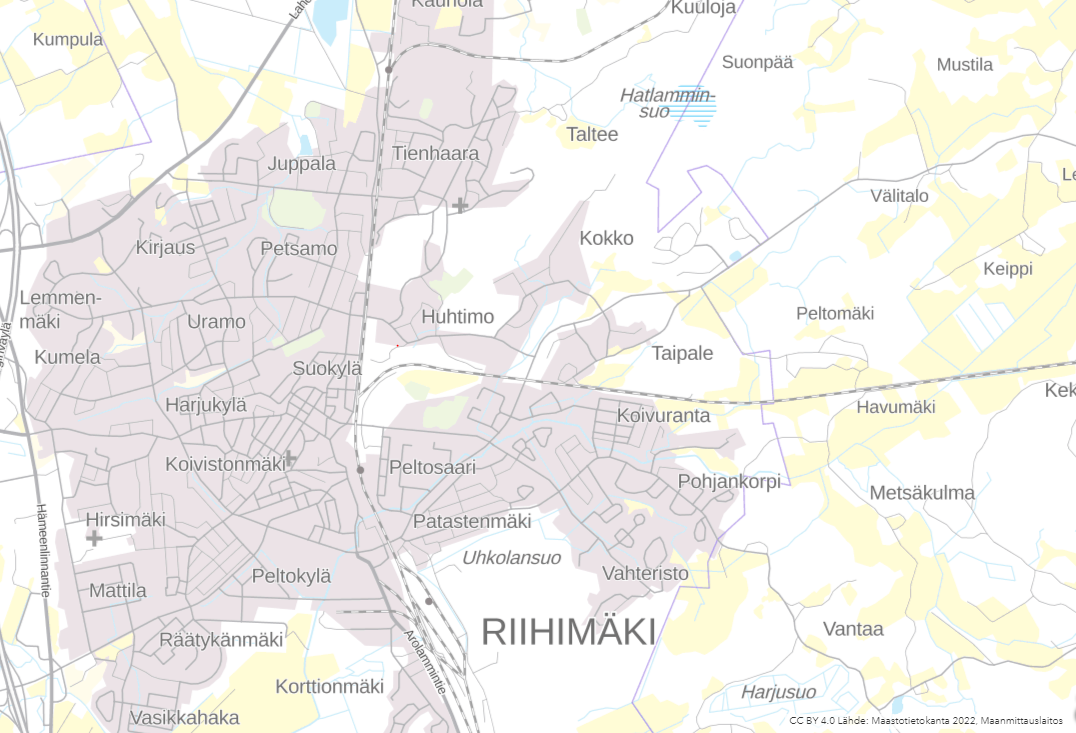 Kauhola
Kuuloja
Kumpula
Suonpää
Mustila
Hatlammin-
suo
Taltee
Tienhaara
Juppala
Välitalo
Kirjaus
Petsamo
Kokko
Keippi
Lemmen-
mäki
Uramo
Huhtimo
Peltomäki
Kumela
Suokylä
Taipale
Harjukylä
Koivuranta
Havumäki
Koivistonmäki
Peltosaari
Pohjankorpi
Metsäkulma
Hirsimäki
Patastenmäki
Hämeenlinnantie
Uhkolansuo
Peltokylä
Vahteristo
Mattila
RIIHIMÄKI
Vantaa
Räätykänmäki
Arolammintie
Korttionmäki
Harjusuo
Vasikkahaka
CC BY 4.0 Lähde: Maastotietokanta 2022, Maanmittauslaitos